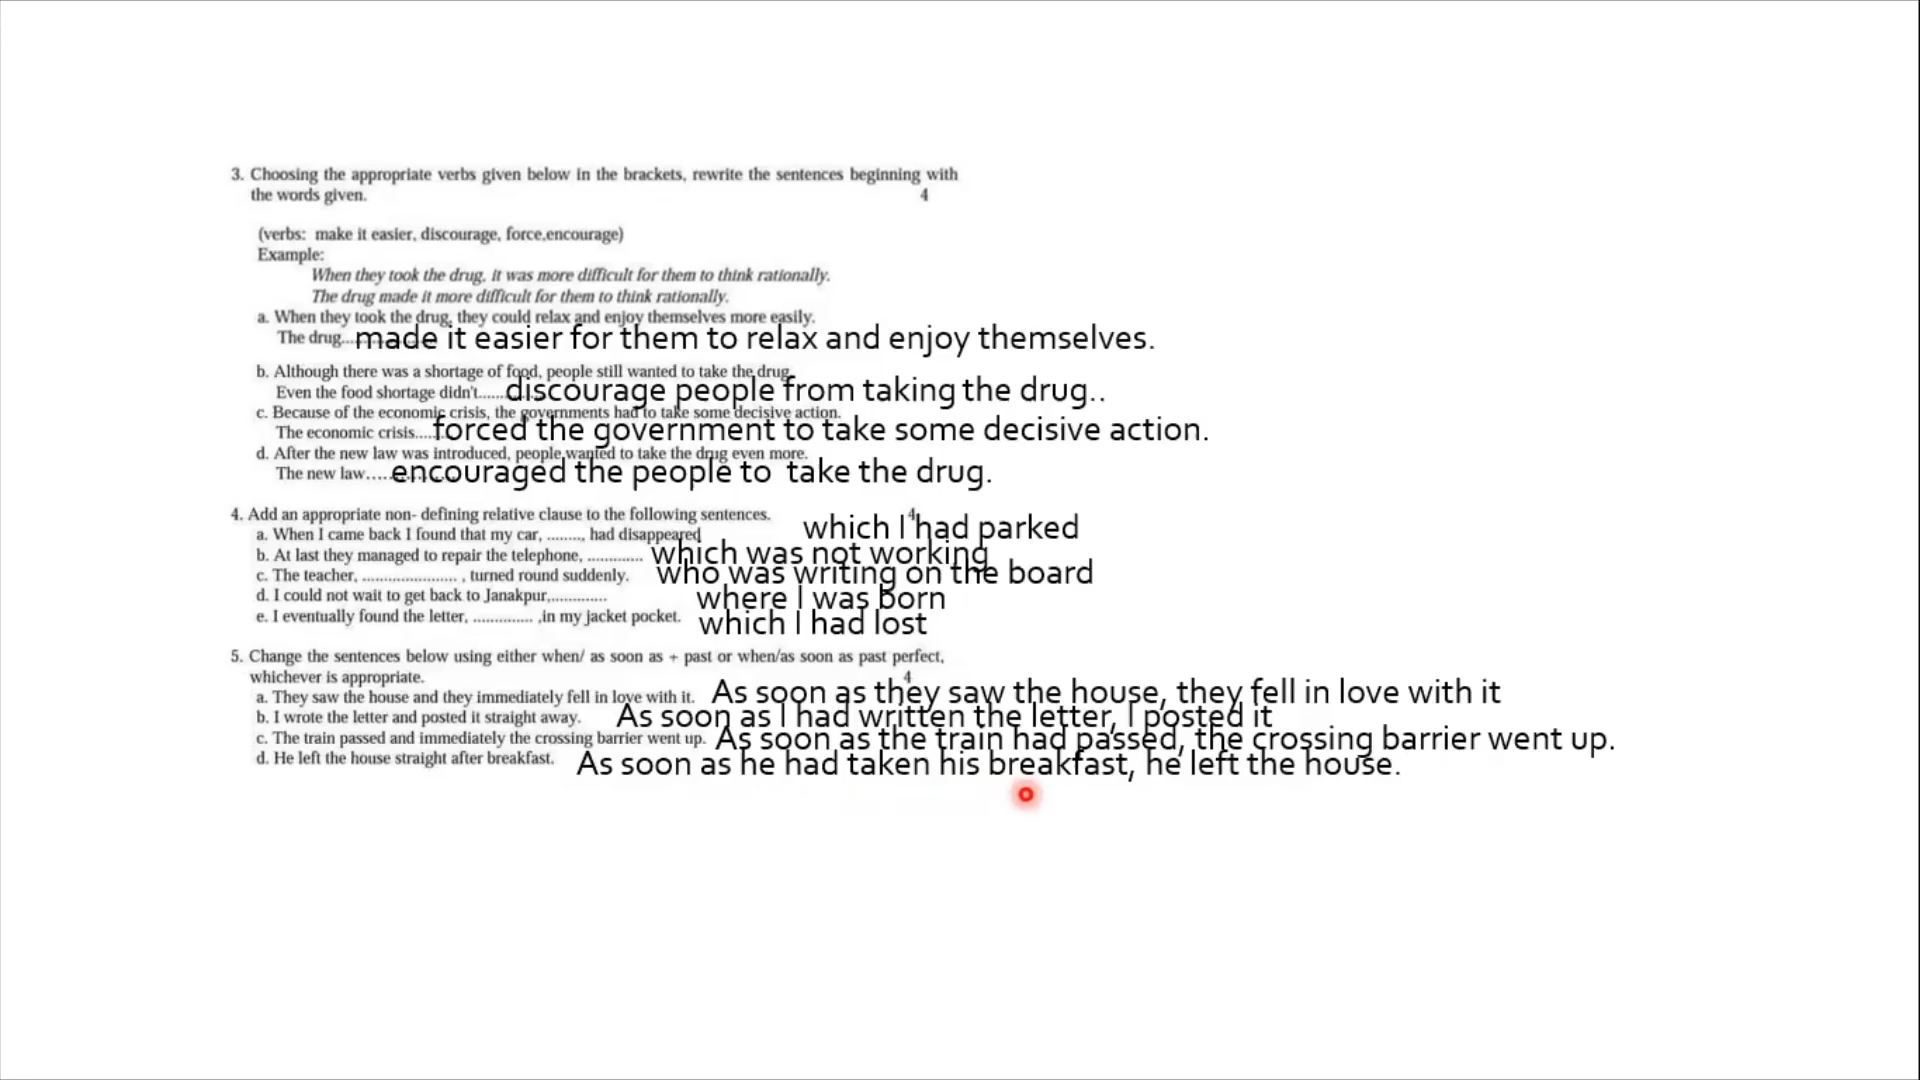 3. Choosing the appropriate verbs given below in the brackets, rewrite the sentences beginning with
the words given. 4
(verbs: make it easier, discourage, force,encourage)
Example:
When they took the drug, it was more difficult for them to think rationally.
The drug made it more difficult for them to think rationally.
a. When they took the drug, they could relax and enjoy themselves more easily.
The drug.... made it easier for them to relax and enjoy themselves.
b. Although there was a shortage of food, people still wanted to take the drug.
Even the food shortage didn't...... discourage people from taking the drug..
c. Because of the economic crisis, the governments had to take some decisive action.
The economic crisis.... forced the government to take some decisive action.
d. After the new law was introduced, people wanted to take the drug even more.
The new law..... encouraged the people to take the drug.
4. Add an appropriate non- defining relative clause to the following sentences. 4
a. When I came back I found that my car, ........, had disappeared which I had parked
b. At last they managed to repair the telephone, ............. which was not working
c. The teacher, ...................... , turned round suddenly. who was writing on the board
d. I could not wait to get back to Janakpur,............. where I was born
e. I eventually found the letter, .............. ,in my jacket pocket. which I had lost
5. Change the sentences below using either when/ as soon as + past or when/as soon as past perfect,
whichever is appropriate. 4
a. They saw the house and they immediately fell in love with it. As soon as they saw the house, they fell in love with it
b. I wrote the letter and posted it straight away. As soon as I had written the letter, I posted it
c. The train passed and immediately the crossing barrier went up. As soon as the train had passed, the crossing barrier went up.
d. He left the house straight after breakfast. As soon as he had taken his breakfast, he left the house.